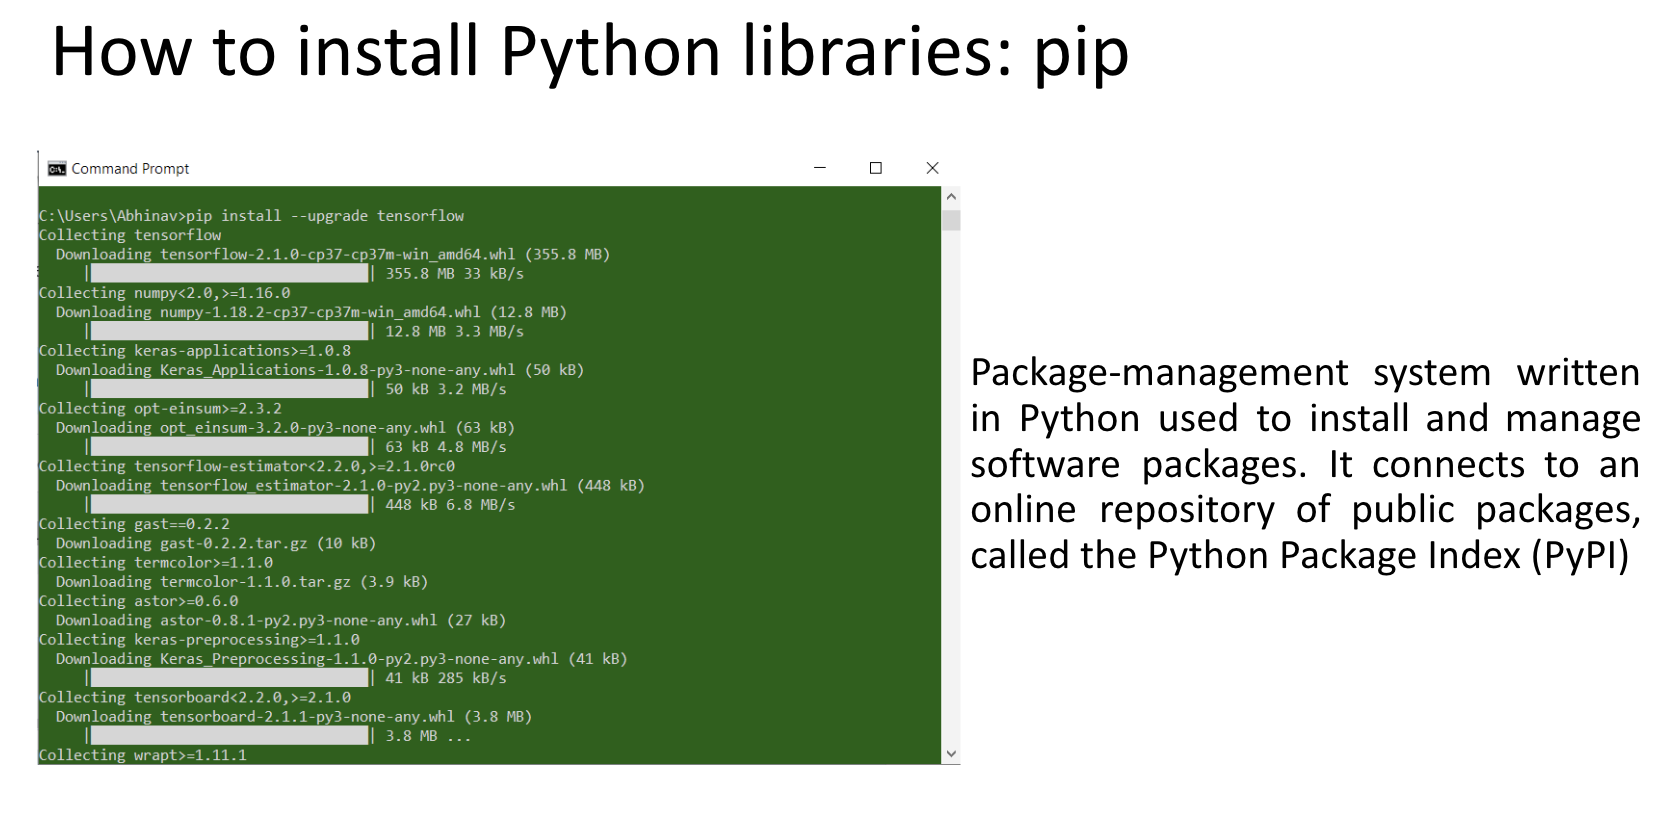 How to install Python libraries: pip
Command Prompt
C:\Users\Abhinav>pip install --upgrade tensorflow
Collecting tensorflow
Downloading tensorflow-2.1.0-cp37-cp37m-win_amd64.whl (355.8 MB)
| | 355.8 MB 33 kB/s
Collecting numpy<2.0,>=1.16.0
Downloading numpy-1.18.2-cp37-cp37m-win_amd64.whl (12.8 MB)
| | 12.8 MB 3.3 MB/s
Collecting keras-applications>=1.0.8
Downloading Keras_Applications-1.0.8-py3-none-any.whl (50 kB)
| | 50 kB 3.2 MB/s
Collecting opt-einsum>=2.3.2
Downloading opt_einsum-3.2.0-py3-none-any.whl (63 kB)
| | 63 kB 4.8 MB/s
Collecting tensorflow-estimator<2.2.0,>=2.1.0rc0
Downloading tensorflow_estimator-2.1.0-py2.py3-none-any.whl (448 kB)
| | 448 kB 6.8 MB/s
Collecting gast==0.2.2
Downloading gast-0.2.2.tar.gz (10 kB)
Collecting termcolor>=1.1.0
Downloading termcolor-1.1.0.tar.gz (3.9 kB)
Collecting astor>=0.6.0
Downloading astor-0.8.1-py2.py3-none-any.whl (27 kB)
Collecting keras-preprocessing>=1.1.0
Downloading Keras_Preprocessing-1.1.0-py2.py3-none-any.whl (41 kB)
| | 41 kB 285 kB/s
Collecting tensorboard<2.2.0,>=2.1.0
Downloading tensorboard-2.1.1-py3-none-any.whl (3.8 MB)
| | 3.8 MB ...
Collecting wrapt>=1.11.1
Package-management system written
in Python used to install and manage
software packages. It connects to an
online repository of public packages,
called the Python Package Index (PyPI)